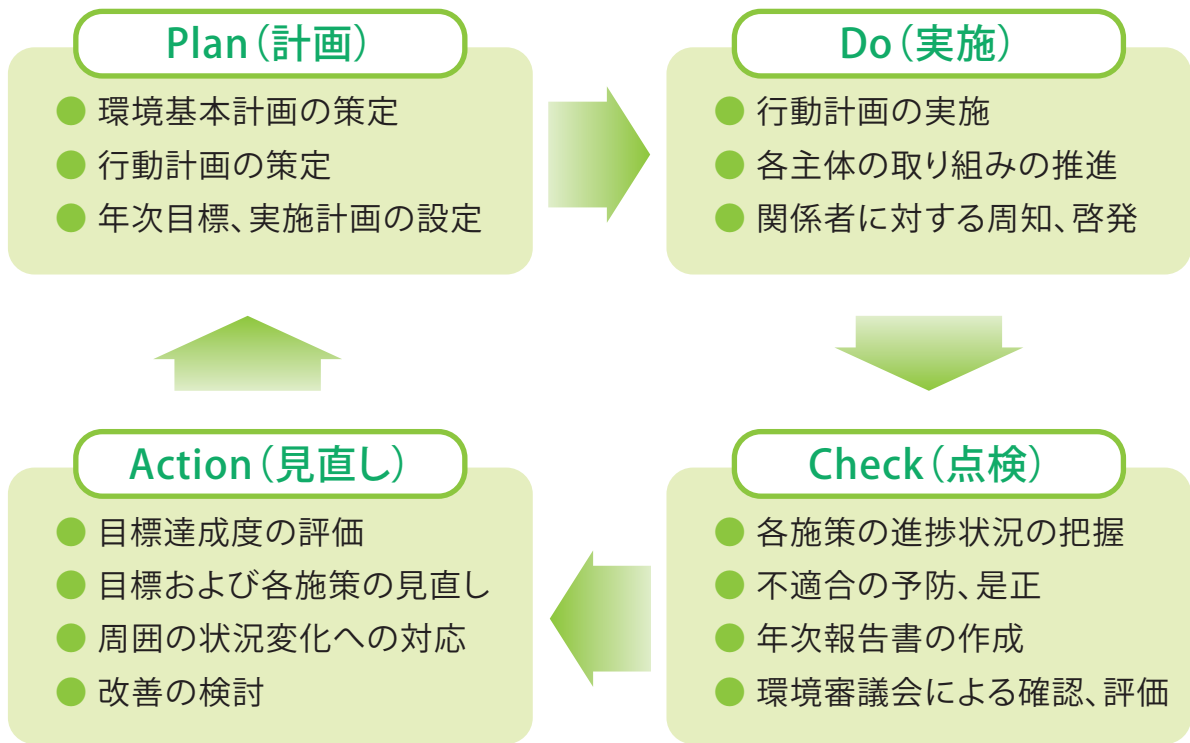 Plan（計画）
● 環境基本計画の策定
● 行動計画の策定
● 年次目標、実施計画の設定
Do（実施）
● 行動計画の実施
● 各主体の取り組みの推進
● 関係者に対する周知、啓発
Check（点検）
● 各施策の進捗状況の把握
● 不適合の予防、是正
● 年次報告書の作成
● 環境審議会による確認、評価
Action（見直し）
● 目標達成度の評価
● 目標および各施策の見直し
● 周囲の状況変化への対応
● 改善の検討